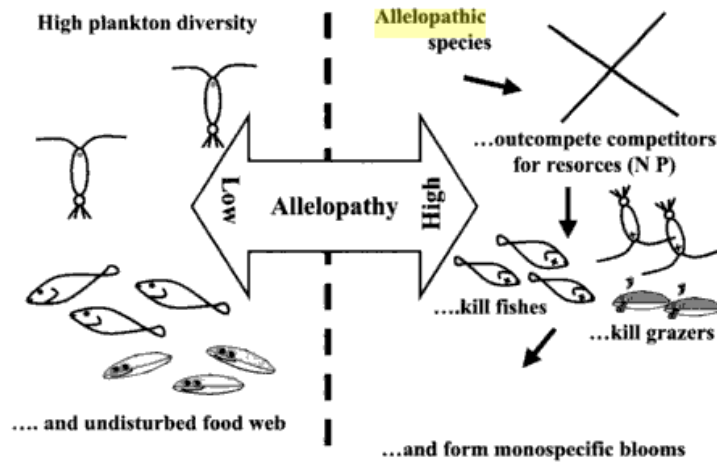 High plankton diversity
Allelopathic
species
...outcompete competitors
for resorces (N P)
Low
Allelopathy
High
....kill fishes
...kill grazers
.... and undisturbed food web
...and form monospecific blooms